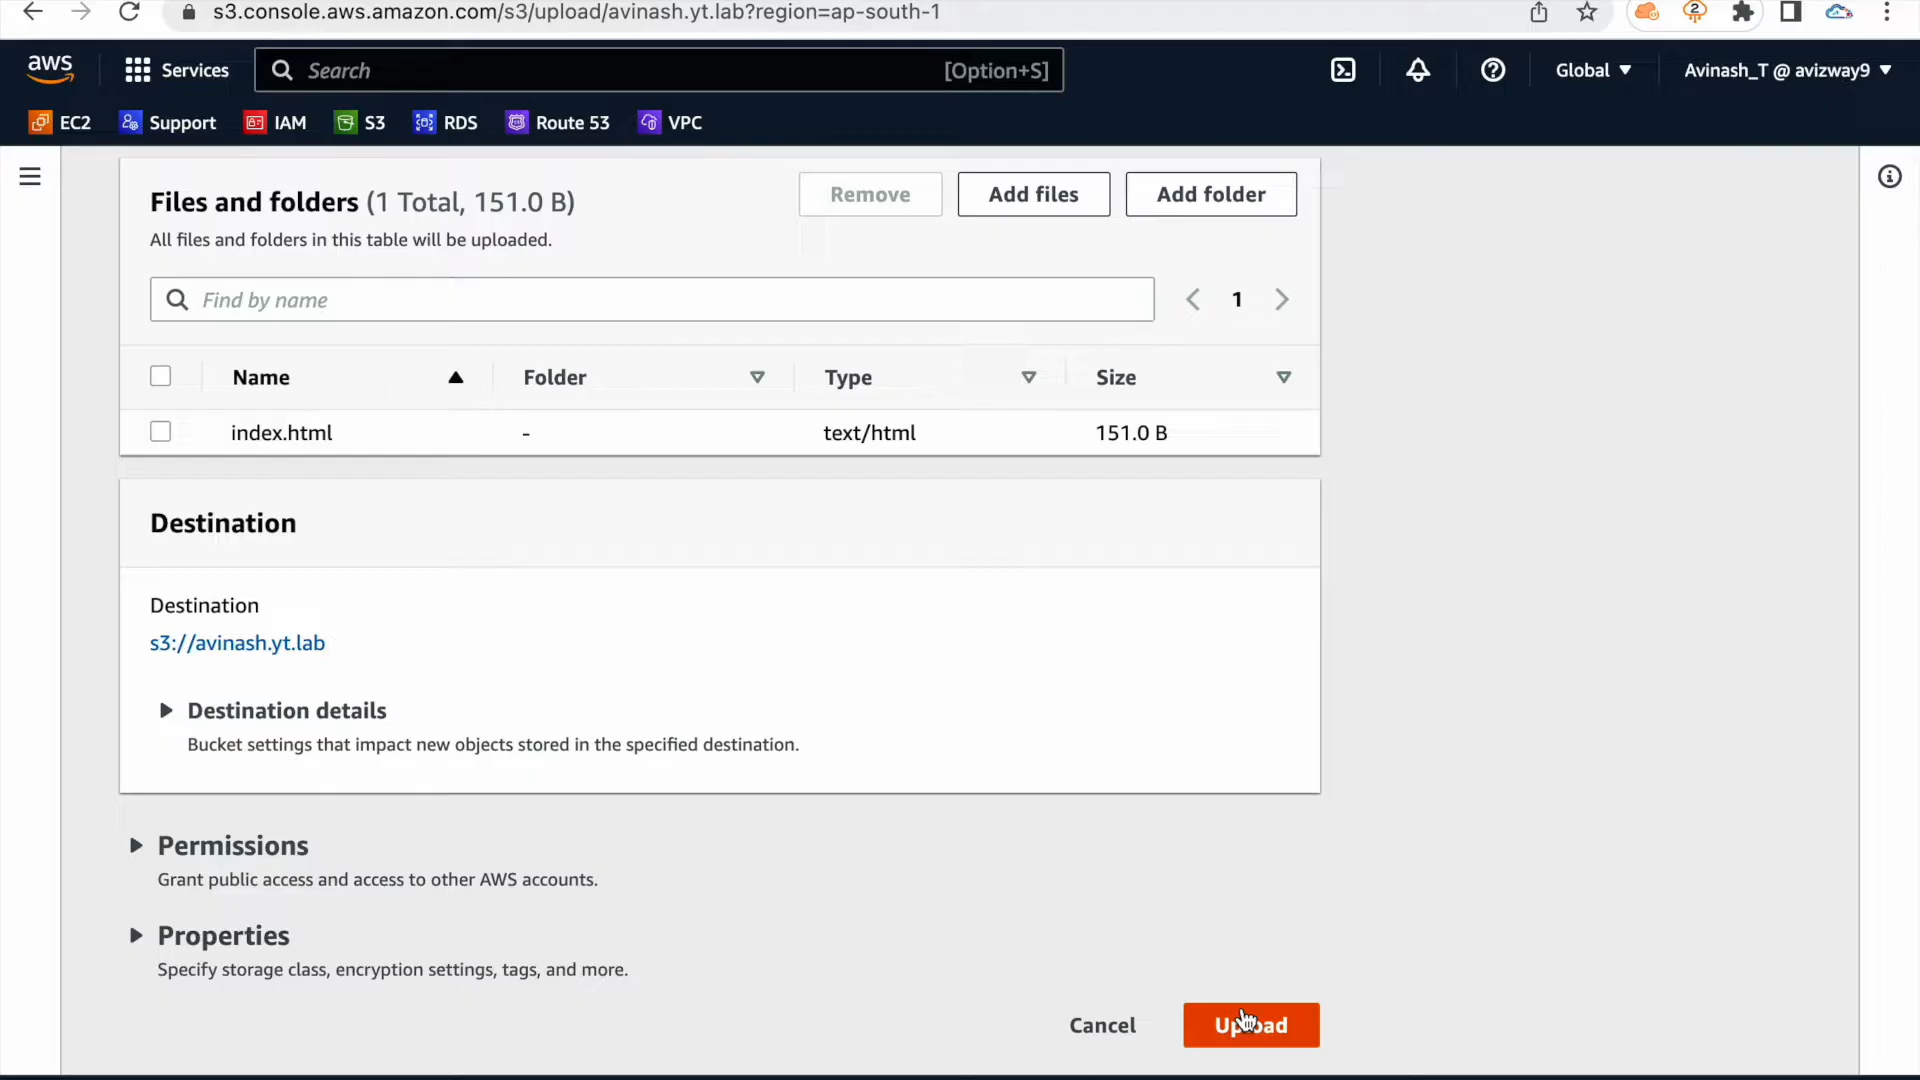 s3.console.aws.amazon.com/s3/upload/avinash.yt.lab?region=ap-south-1
2
aws
Services
Search
[Option+S]
Global
Avinash_T @ avizway9
EC2
Support
IAM
S3
RDS
Route 53
VPC
Files and folders (1 Total, 151.0 B)
Remove
Add files
Add folder
All files and folders in this table will be uploaded.
Find by name
1
Name
Folder
Type
Size
index.html
-
text/html
151.0 B
Destination
Destination
s3://avinash.yt.lab
Destination details
Bucket settings that impact new objects stored in the specified destination.
Permissions
Grant public access and access to other AWS accounts.
Properties
Specify storage class, encryption settings, tags, and more.
Cancel
Upload